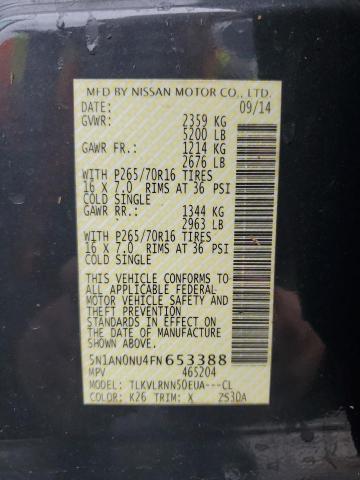 MFD BY NISSAN MOTOR CO., LTD.
DATE: 09/14
GVWR: 2359 KG
5200 LB
GAWR FR.: 1214 KG
2676 LB
WITH P265/70R16 TIRES
16 X 7.0 RIMS AT 36 PSI
COLD SINGLE
GAWR RR.: 1344 KG
2963 LB
WITH P265/70R16 TIRES
16 X 7.0 RIMS AT 36 PSI
COLD SINGLE
THIS VEHICLE CONFORMS TO
ALL APPLICABLE FEDERAL
MOTOR VEHICLE SAFETY AND
THEFT PREVENTION
STANDARDS IN EFFECT ON
THE DATE OF MANUFACTURE
SHOWN ABOVE.
5N1AN0NU4FN653388
MPV 465204
MODEL: TLKVLRNN50EUA---CL
COLOR: K26 TRIM: X 2S30A